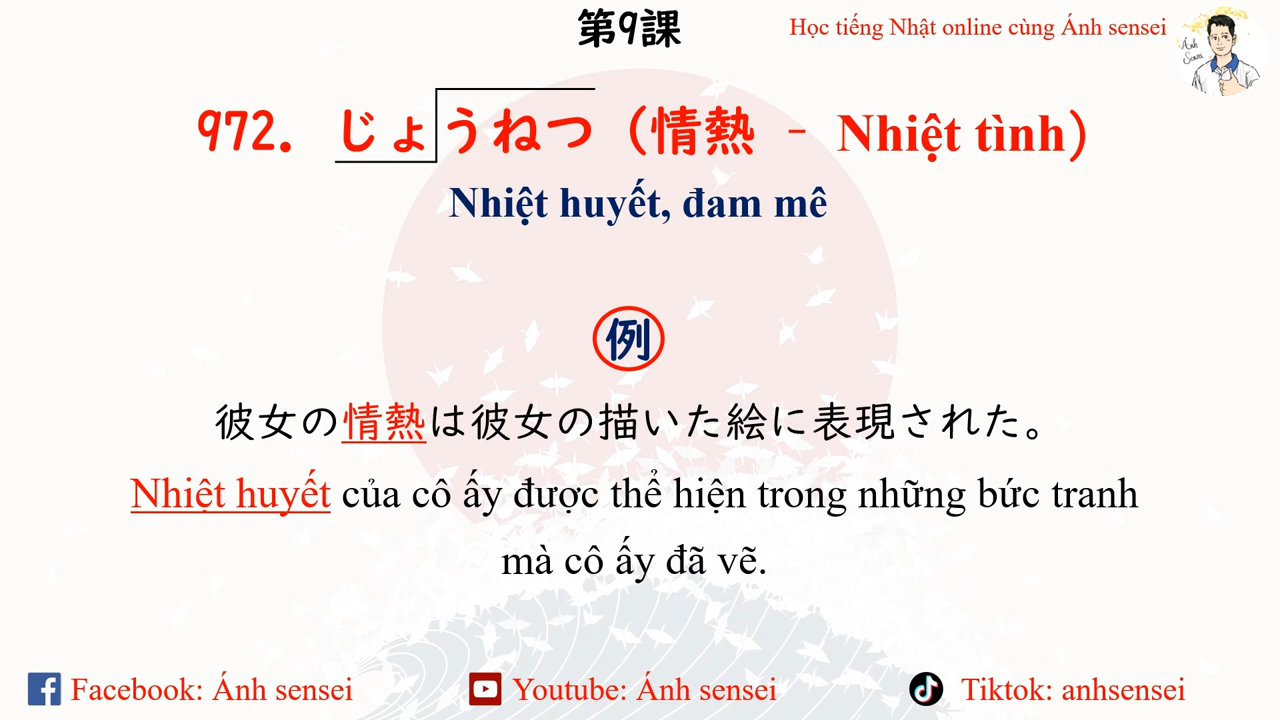 第9課
Học tiếng Nhật online cùng Ánh sensei
Ánh
Sensei
972. じょうねつ (情熱 - Nhiệt tình)
Nhiệt huyết, đam mê
例
彼女の情熱は彼女の描いた絵に表現された。
Nhiệt huyết của cô ấy được thể hiện trong những bức tranh
mà cô ấy đã vẽ.
Facebook: Ánh sensei
Youtube: Ánh sensei
Tiktok: anhsensei